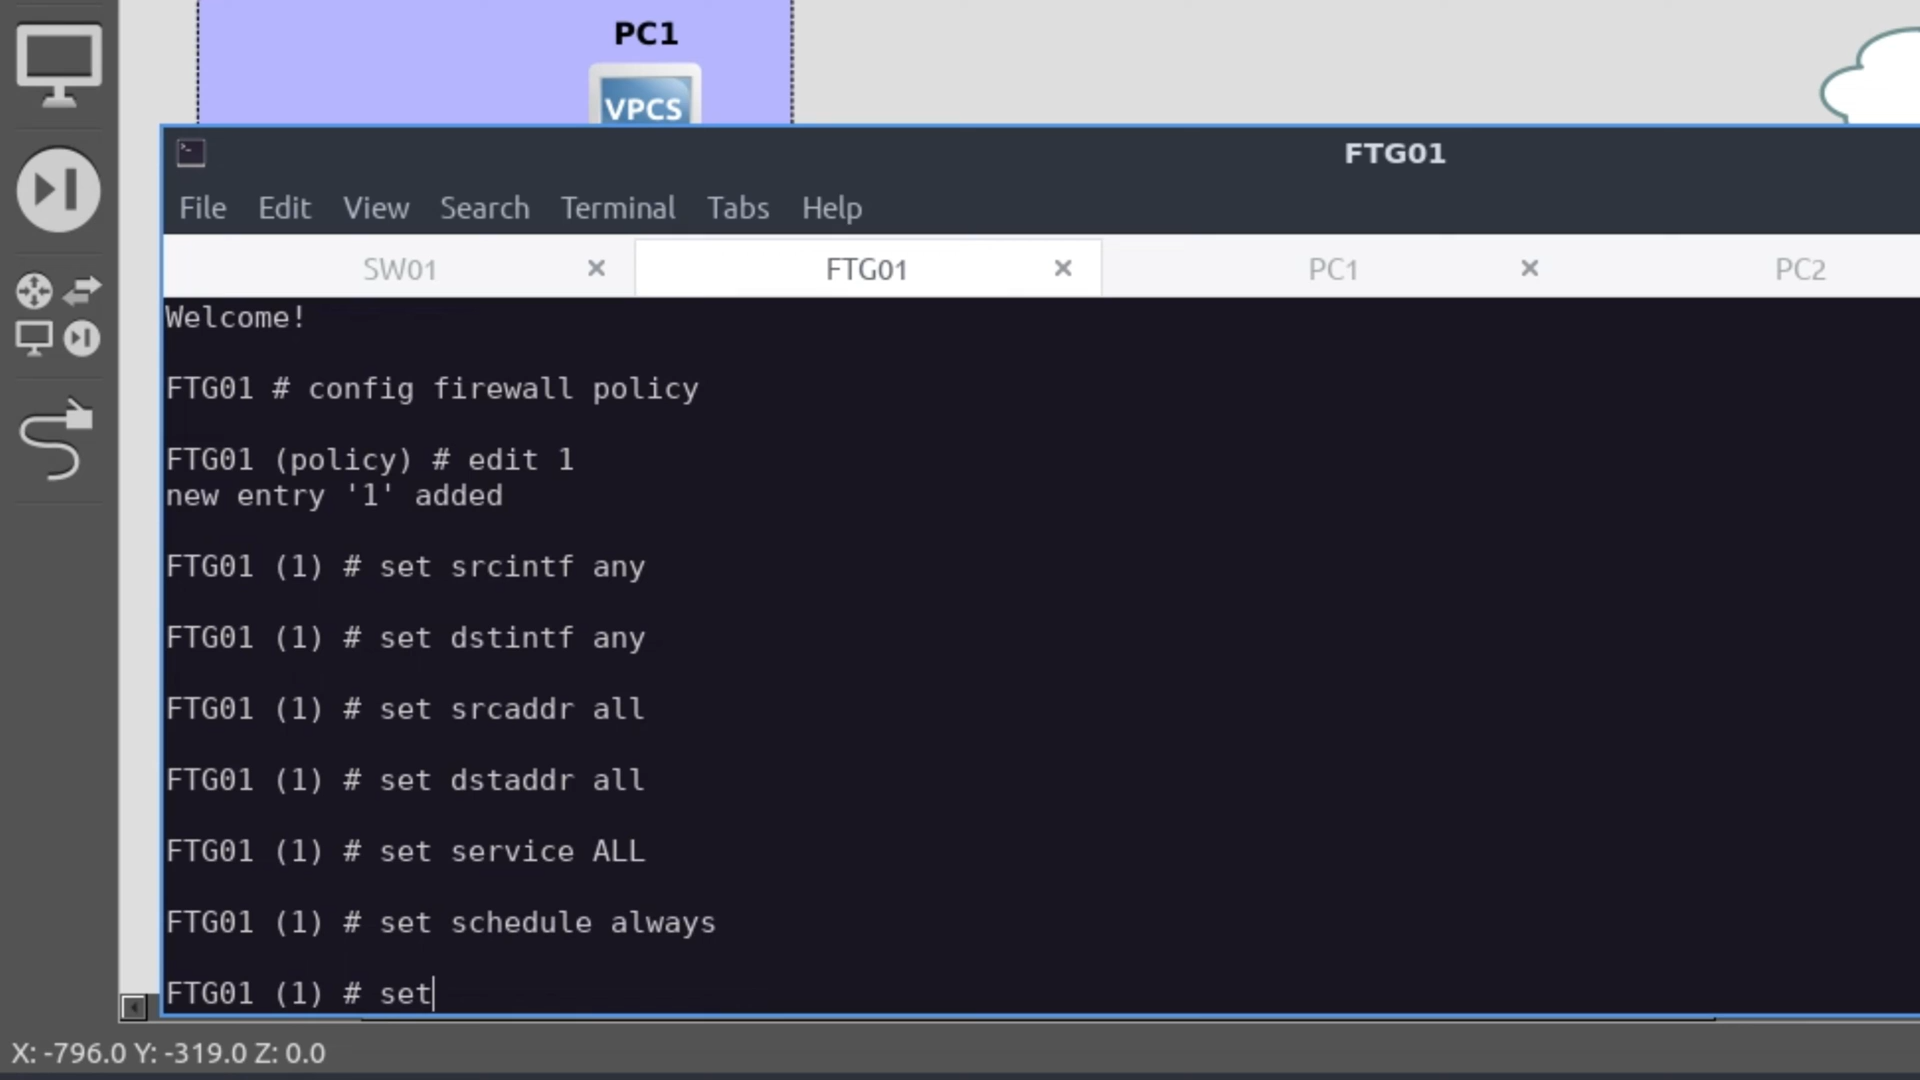 PC1
VPCS
FTG01
File Edit View Search Terminal Tabs Help
SW01 FTG01 PC1 PC2
Welcome!
FTG01 # config firewall policy
FTG01 (policy) # edit 1
new entry '1' added
FTG01 (1) # set srcintf any
FTG01 (1) # set dstintf any
FTG01 (1) # set srcaddr all
FTG01 (1) # set dstaddr all
FTG01 (1) # set service ALL
FTG01 (1) # set schedule always
FTG01 (1) # set
X: -796.0 Y: -319.0 Z: 0.0